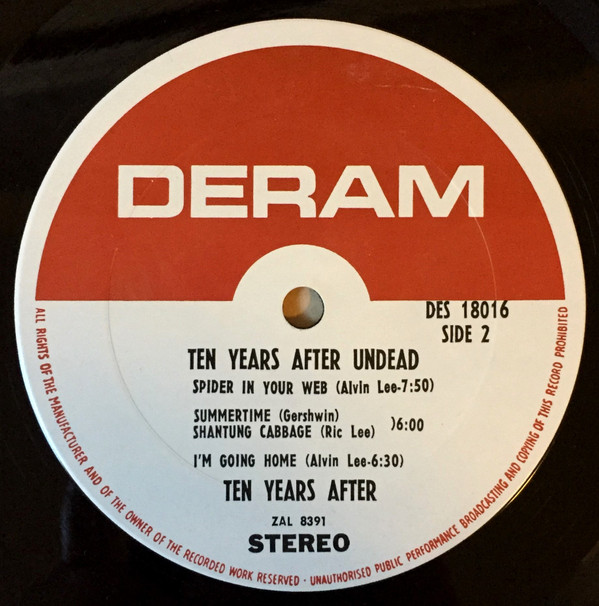 DERAM
DES 18016
SIDE 2
TEN YEARS AFTER UNDEAD
SPIDER IN YOUR WEB (Alvin Lee-7:50)
SUMMERTIME (Gershwin)
SHANTUNG CABBAGE (Ric Lee) )6:00
I'M GOING HOME (Alvin Lee-6:30)
TEN YEARS AFTER
ZAL 8391
STEREO
ALL RIGHTS OF THE MANUFACTURER AND OF THE OWNER OF THE RECORDED WORK RESERVED · UNAUTHORISED PUBLIC PERFORMANCE BROADCASTING AND COPYING OF THIS RECORD PROHIBITED